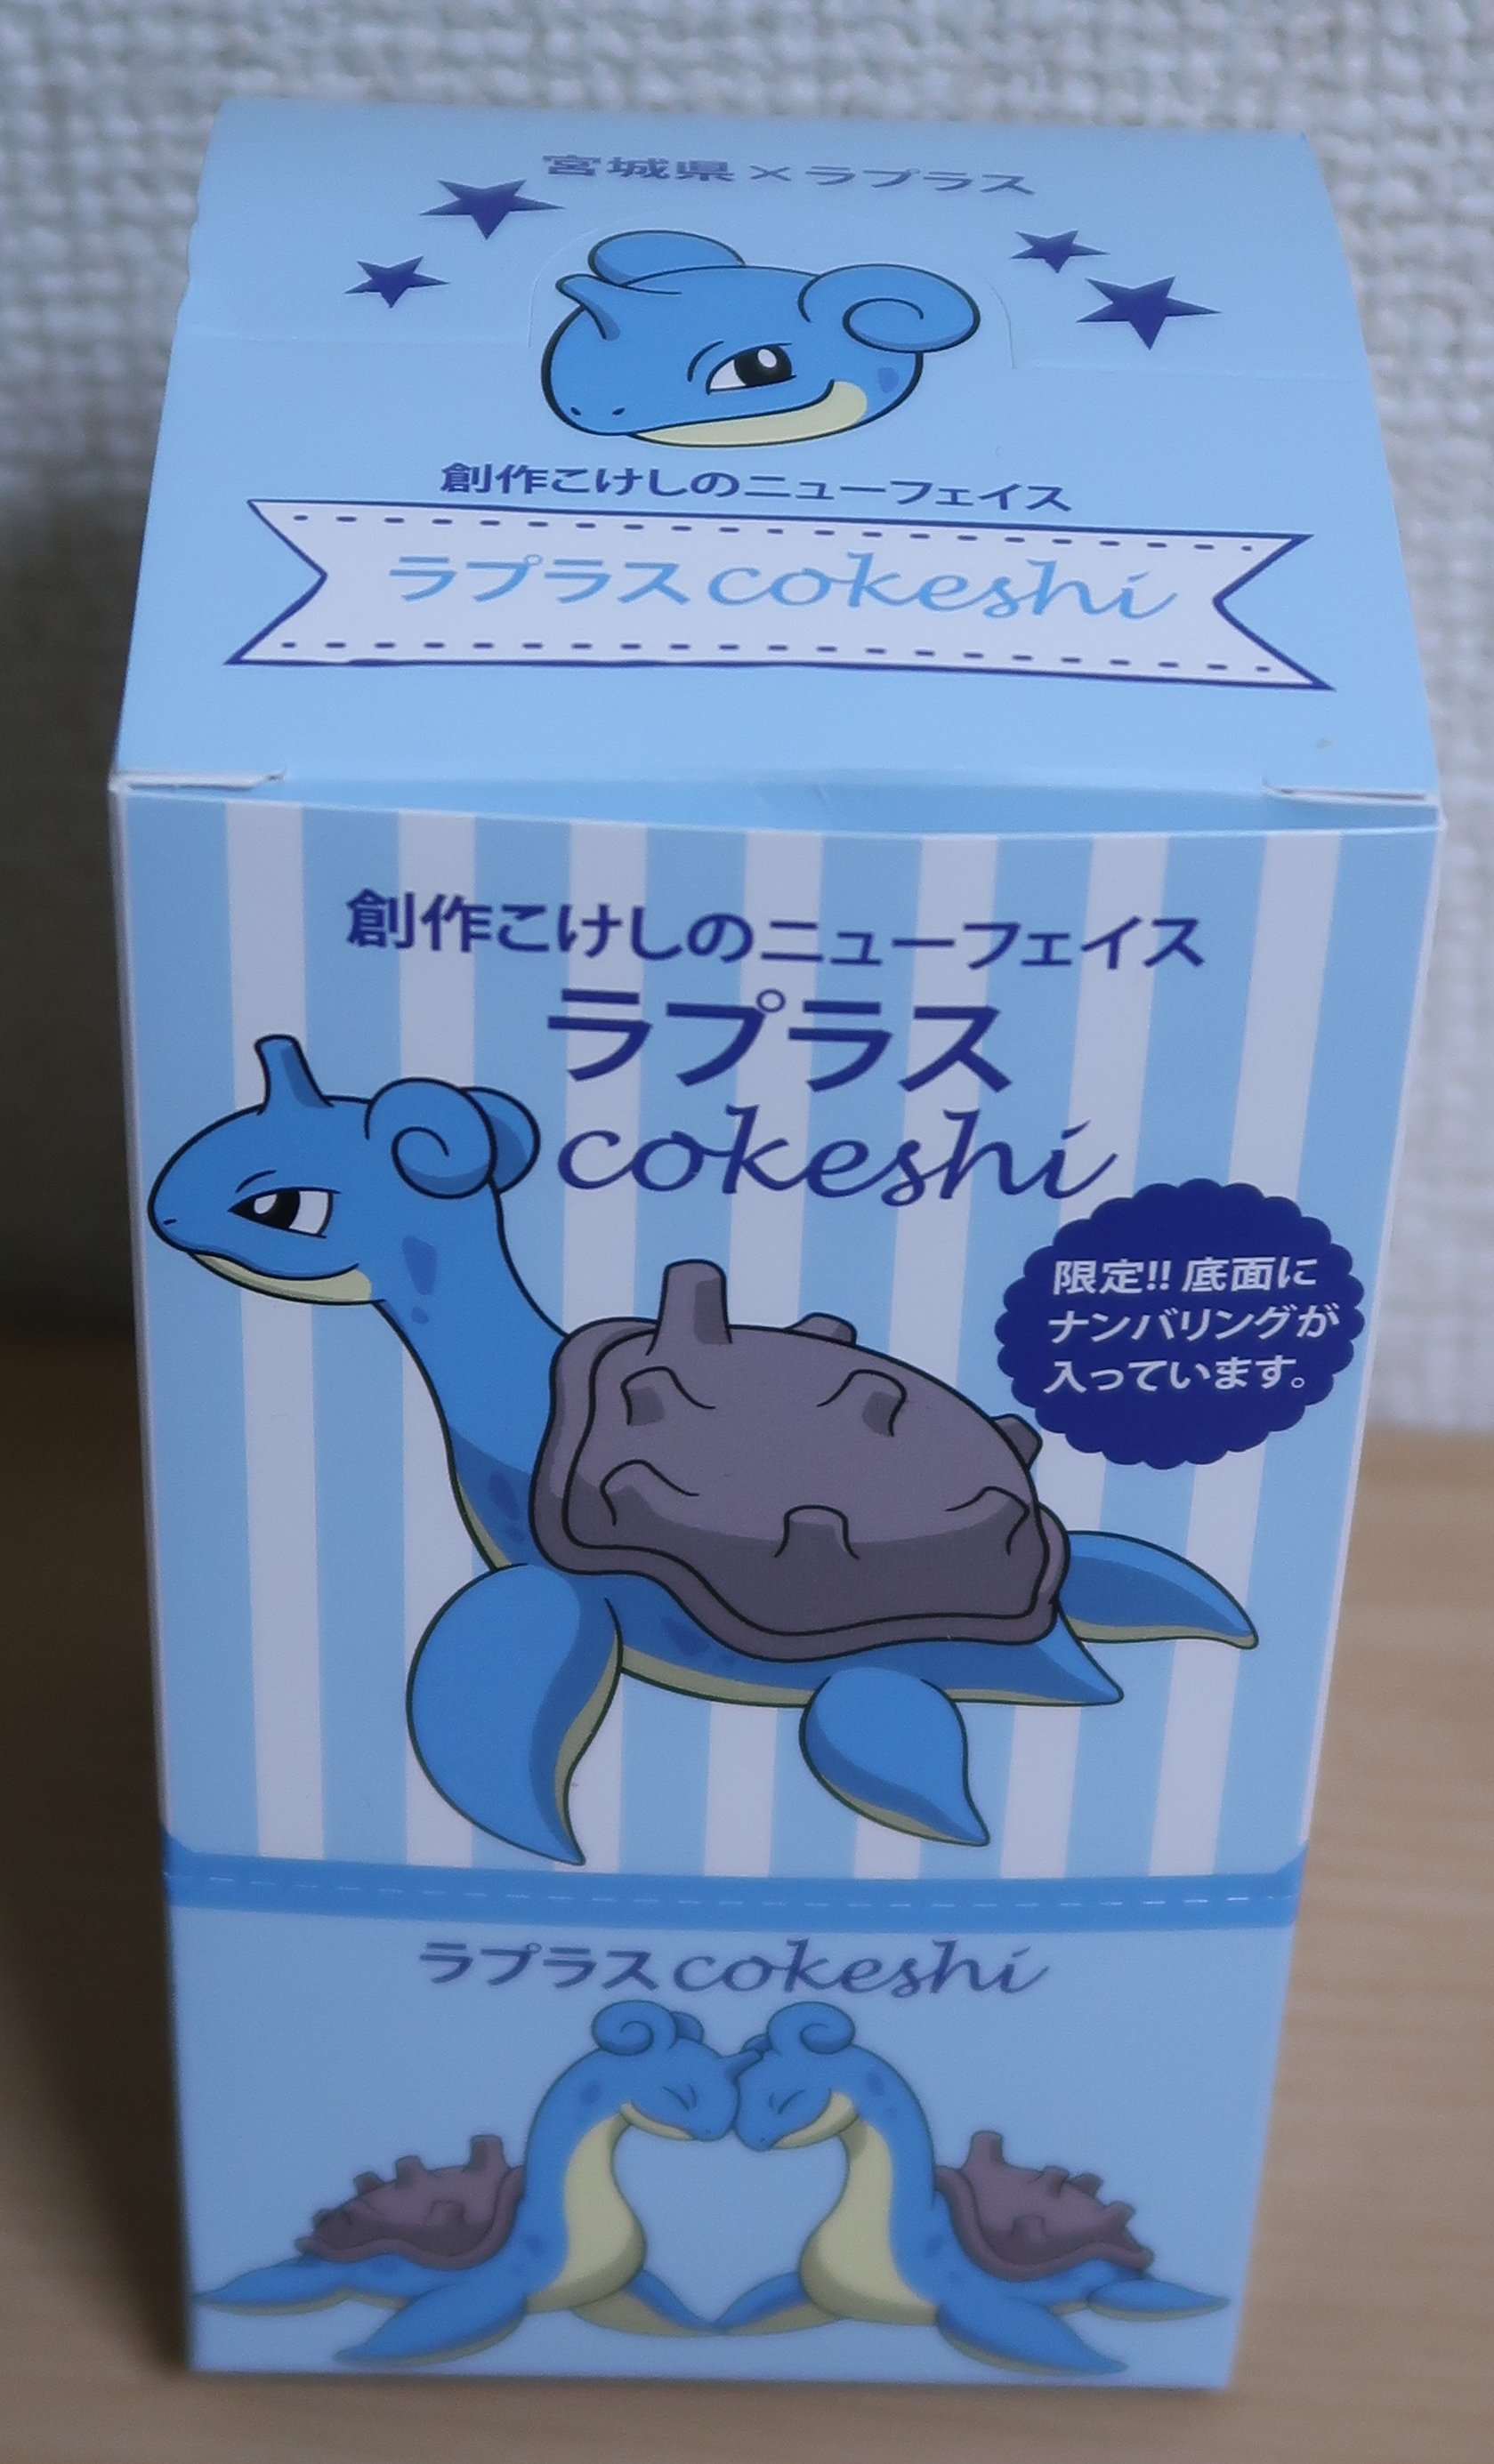 宮城県×ラプラス
創作こけしのニューフェイス
ラプラスcokeshi
創作こけしのニューフェイス
ラプラス
cokeshi
限定!! 底面に
ナンバリングが
入っています。
ラプラスcokeshi